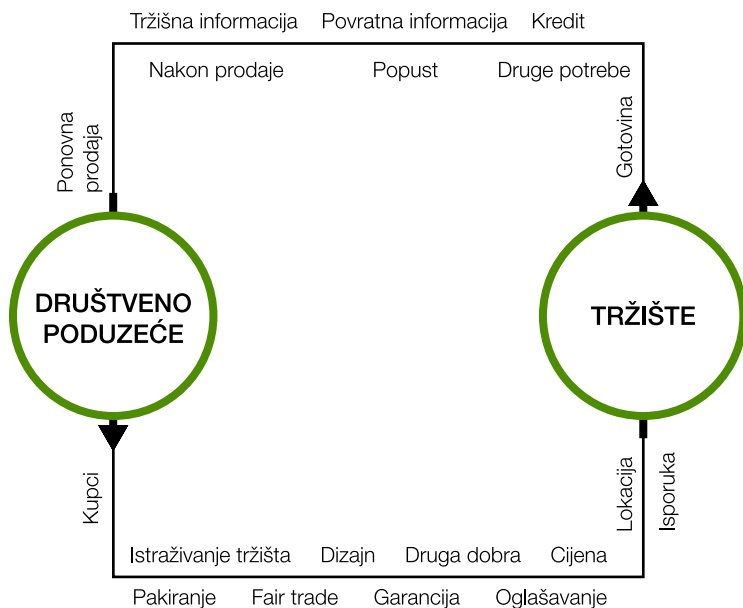 Tržišna informacija Povratna informacija Kredit
Nakon prodaje Popust Druge potrebe
Ponovna
prodaja
Gotovina
DRUŠTVENO
PODUZEĆE
TRŽIŠTE
Kupci
Lokacija
Isporuka
Istraživanje tržišta Dizajn Druga dobra Cijena
Pakiranje Fair trade Garancija Oglašavanje